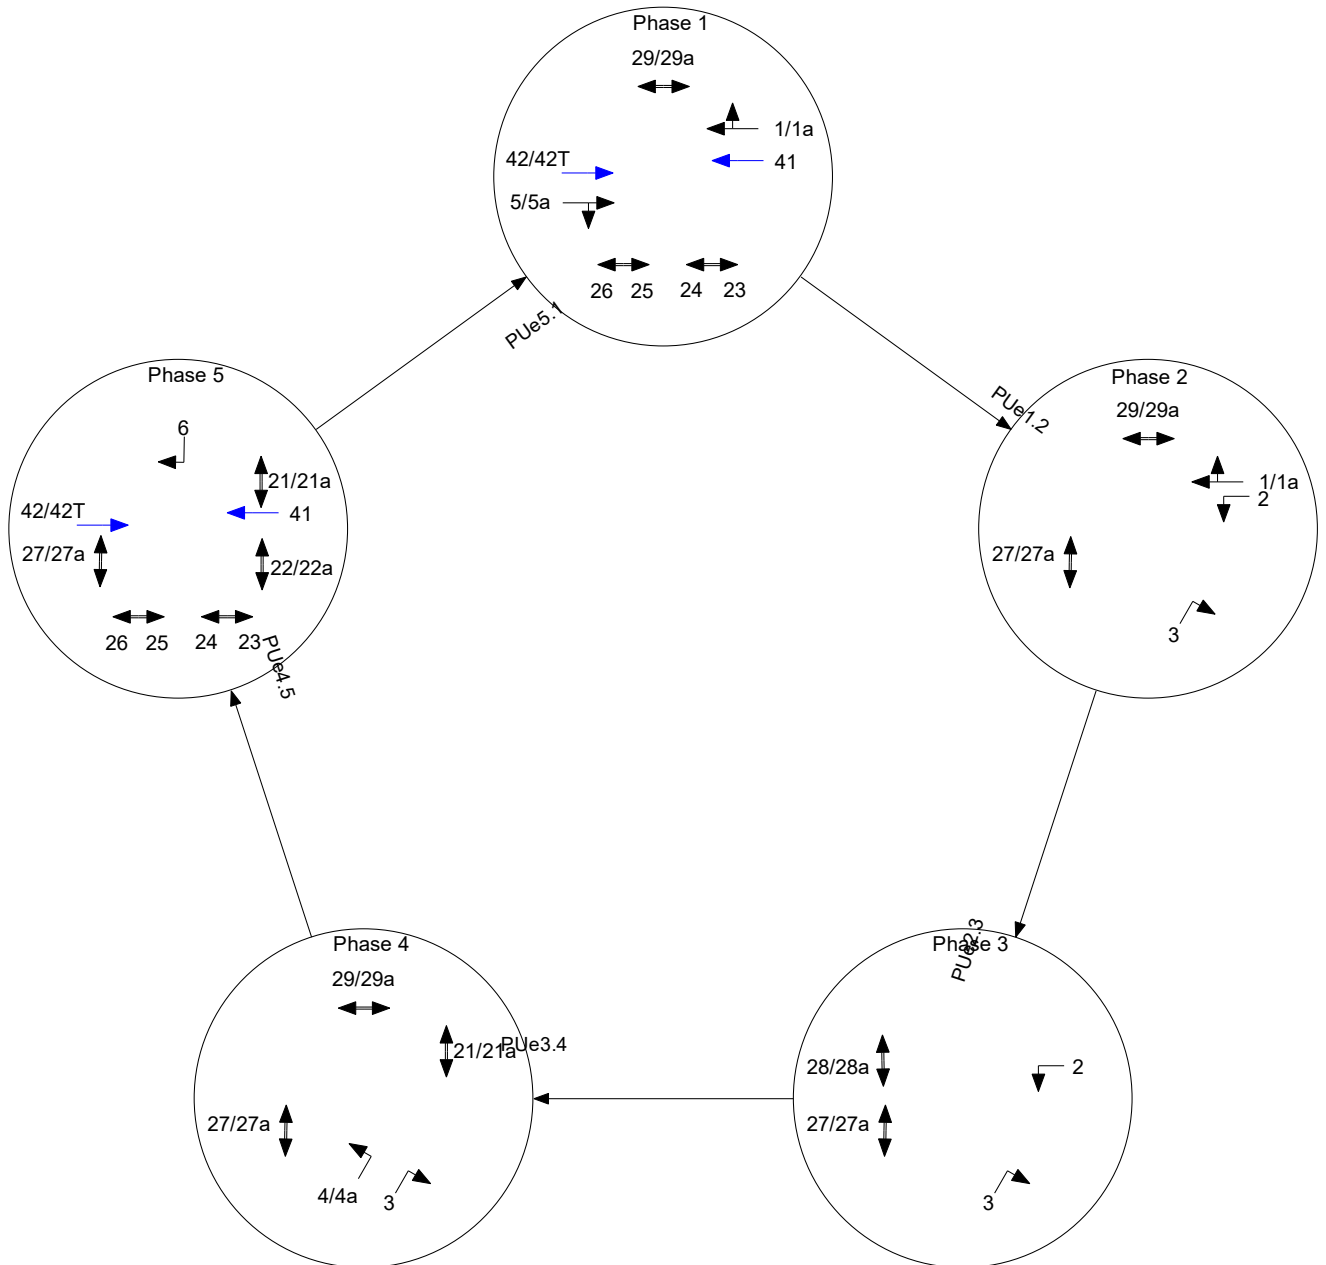 Phase 1
29/29a
1/1a
42/42T
41
5/5a
26 25 24 23
PUe5.1
PUe1.2
Phase 5
6
21/21a
42/42T
41
27/27a
22/22a
26 25 24 23
PUe4.5
Phase 2
29/29a
1/1a
2
27/27a
3
PUe2.3
Phase 4
29/29a
21/21a
PUe3.4
27/27a
4/4a
3
Phase 3
28/28a
2
27/27a
3